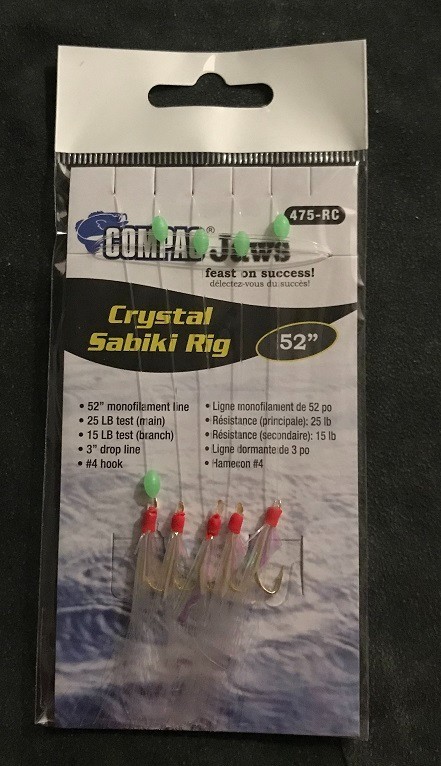 475-RC
COMPAC® Jaws
feast on success!
délectez-vous du succès!
Crystal
Sabiki Rig
52”
• 52” monofilament line
• 25 LB test (main)
• 15 LB test (branch)
• 3” drop line
• #4 hook
• Ligne monofilament de 52 po
• Résistance (principale): 25 lb
• Résistance (secondaire): 15 lb
• Ligne dormante de 3 po
• Hameçon #4